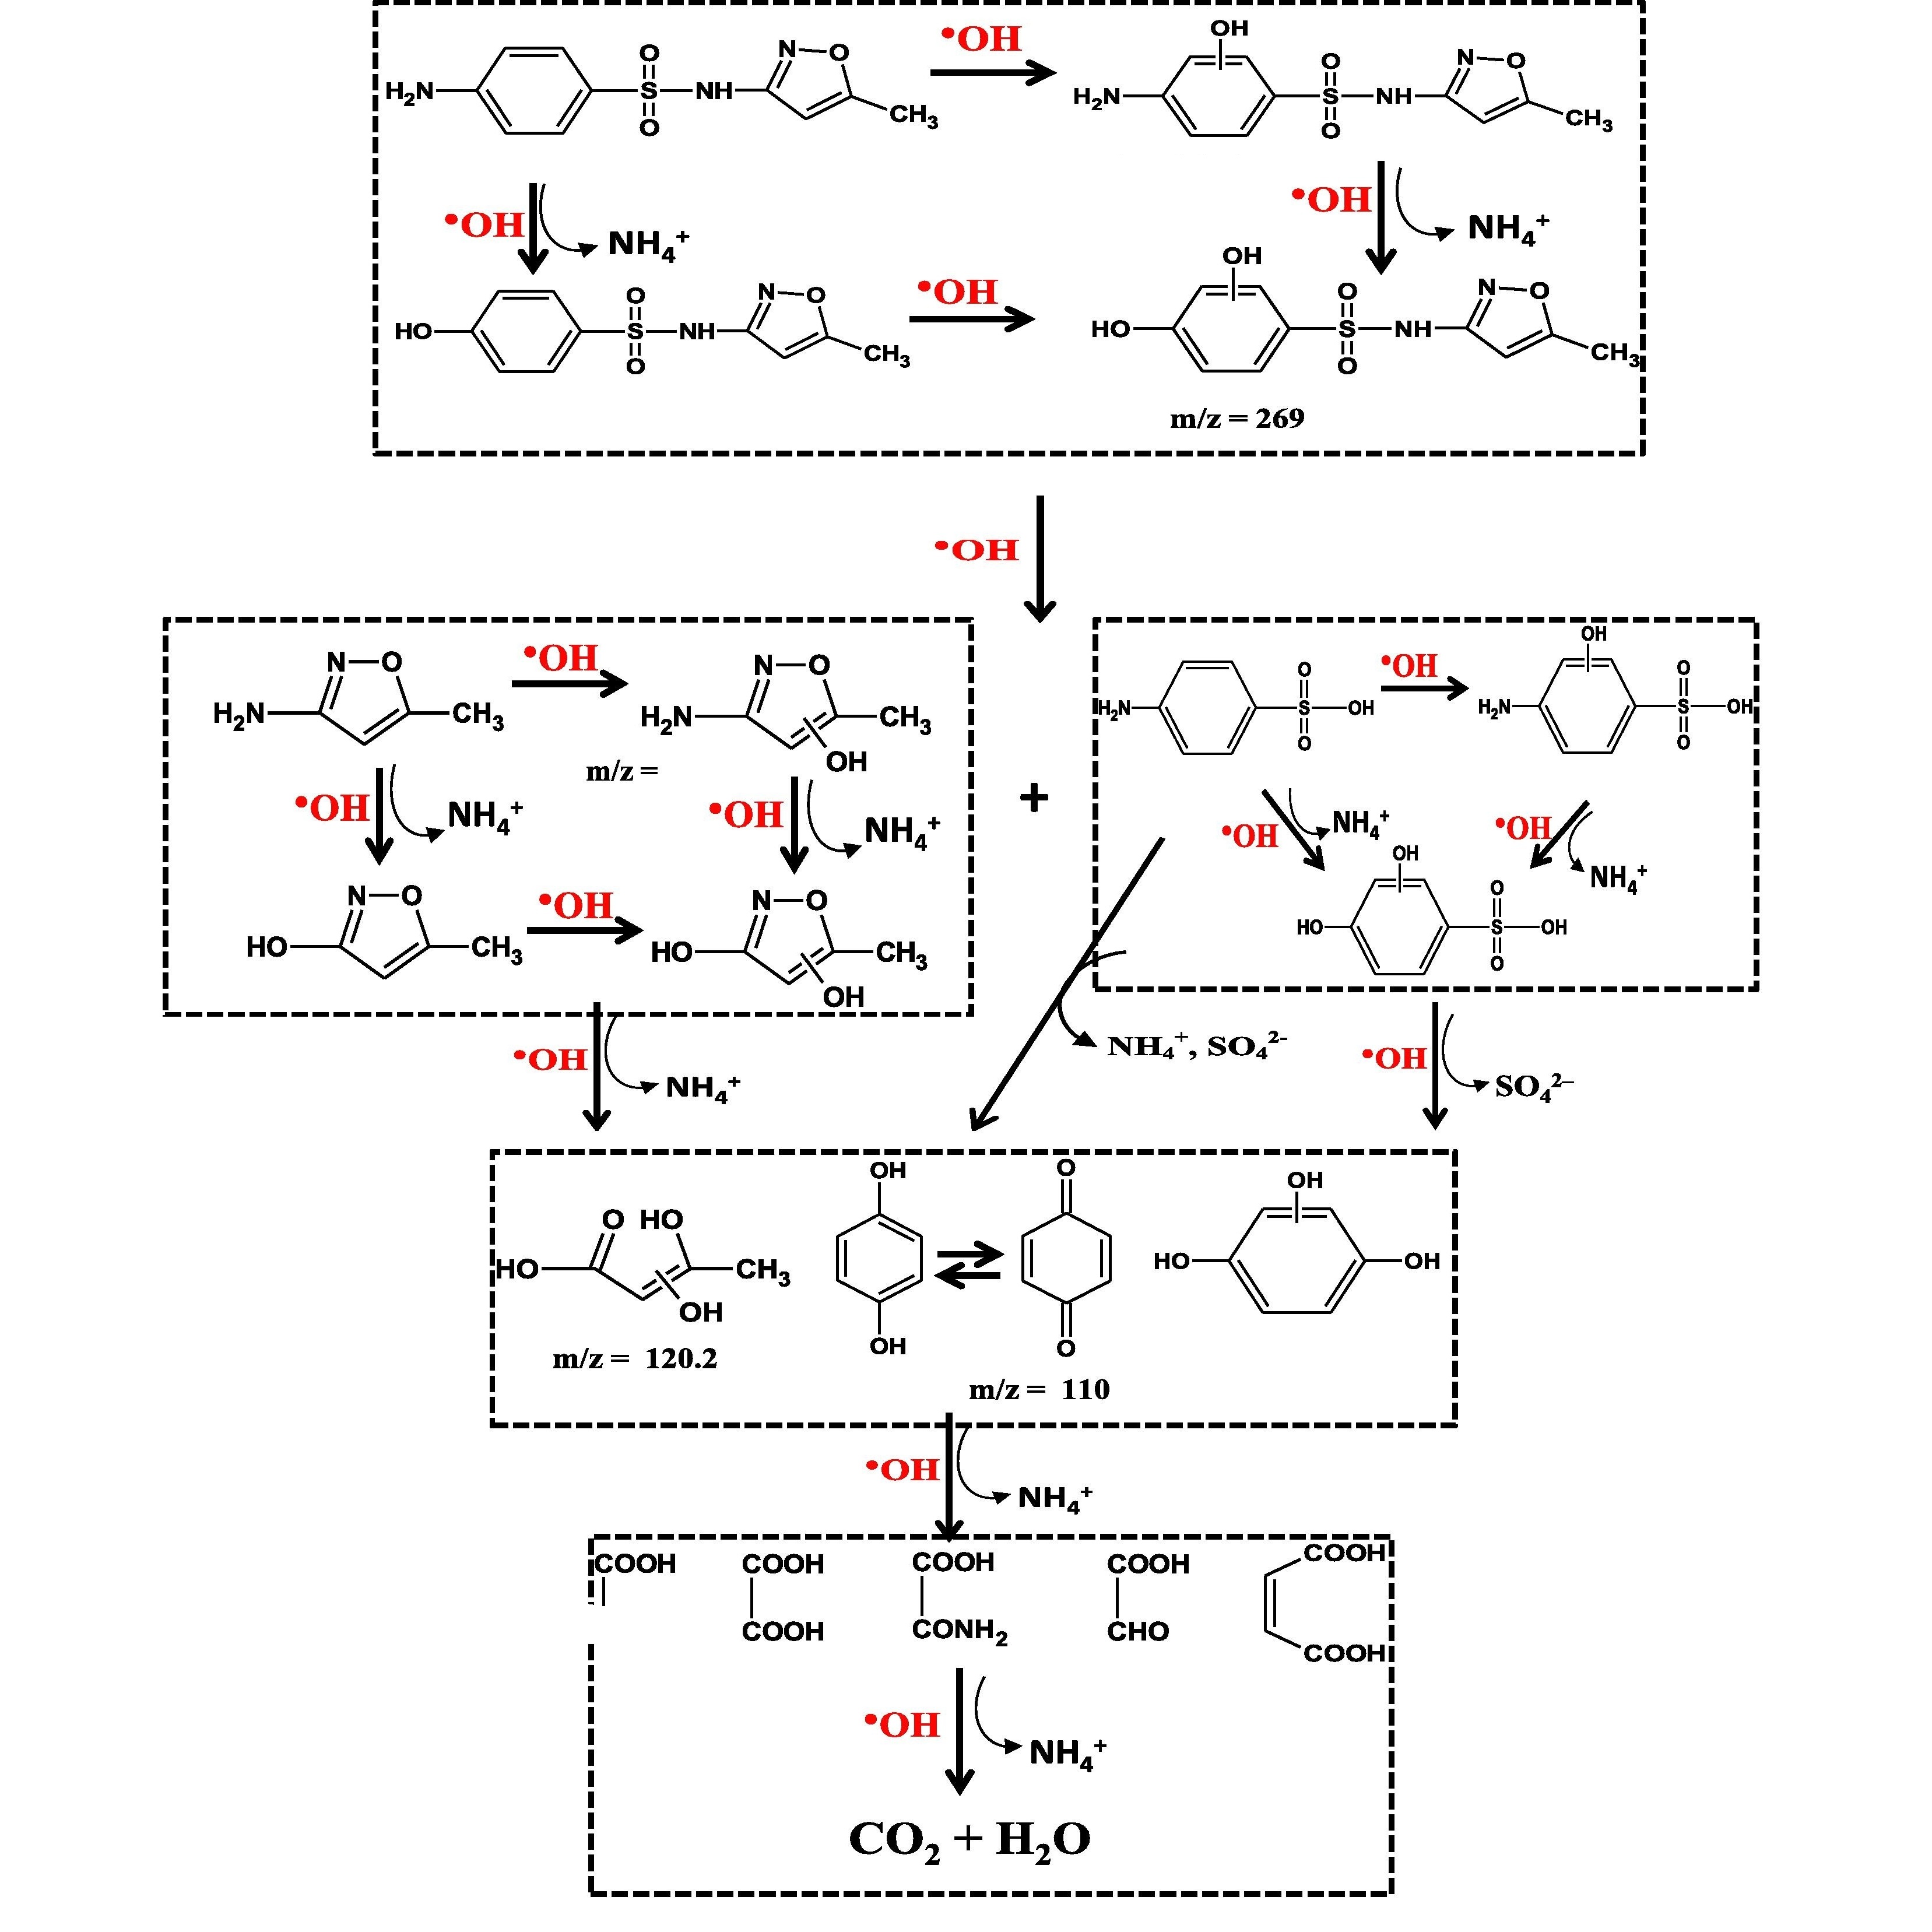 •OH
H₂N O S O NH N O CH₃
OH H₂N O S O NH N O CH₃
•OH NH₄⁺
•OH NH₄⁺
HO O S O NH N O CH₃
•OH
OH HO O S O NH N O CH₃
m/z = 269
•OH
H₂N N O CH₃
•OH
H₂N N O CH₃ OH
m/z =
•OH NH₄⁺
•OH NH₄⁺
HO N O CH₃
•OH
HO N O CH₃ OH
+
H₂N O S O OH
•OH
OH H₂N O S O OH
•OH NH₄⁺
•OH NH₄⁺
OH HO O S O OH
•OH NH₄⁺
NH₄⁺, SO₄²⁻
•OH SO₄²⁻
HO O HO CH₃ OH
m/z = 120.2
OH
OH
O
O
m/z = 110
OH
HO OH
•OH NH₄⁺
COOH
COOH
COOH
COOH
CONH₂
COOH
CHO
COOH
COOH
•OH NH₄⁺
CO₂ + H₂O